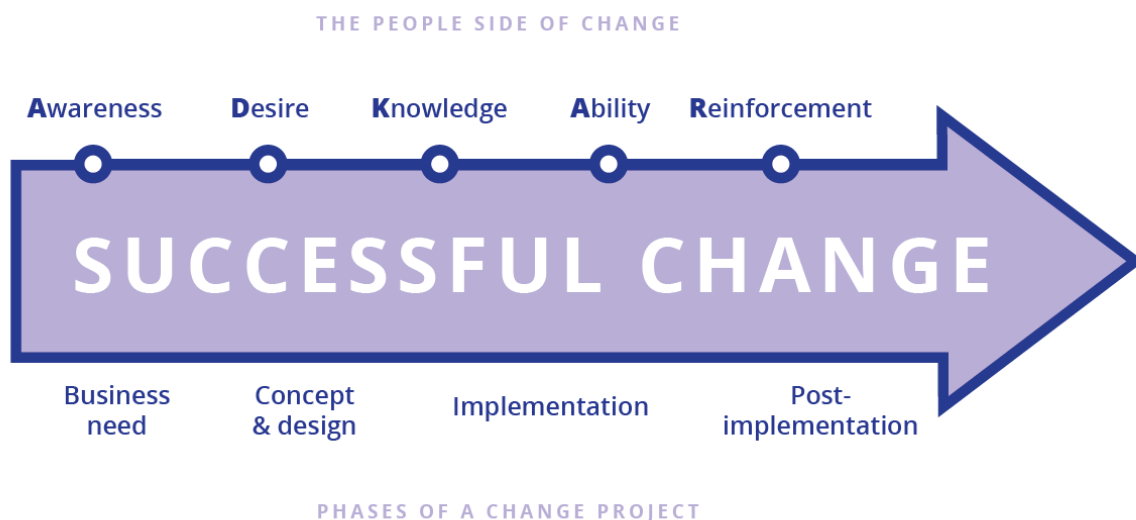 THE PEOPLE SIDE OF CHANGE
Awareness Desire Knowledge Ability Reinforcement
SUCCESSFUL CHANGE
Business need
Concept & design
Implementation
Post-implementation
PHASES OF A CHANGE PROJECT